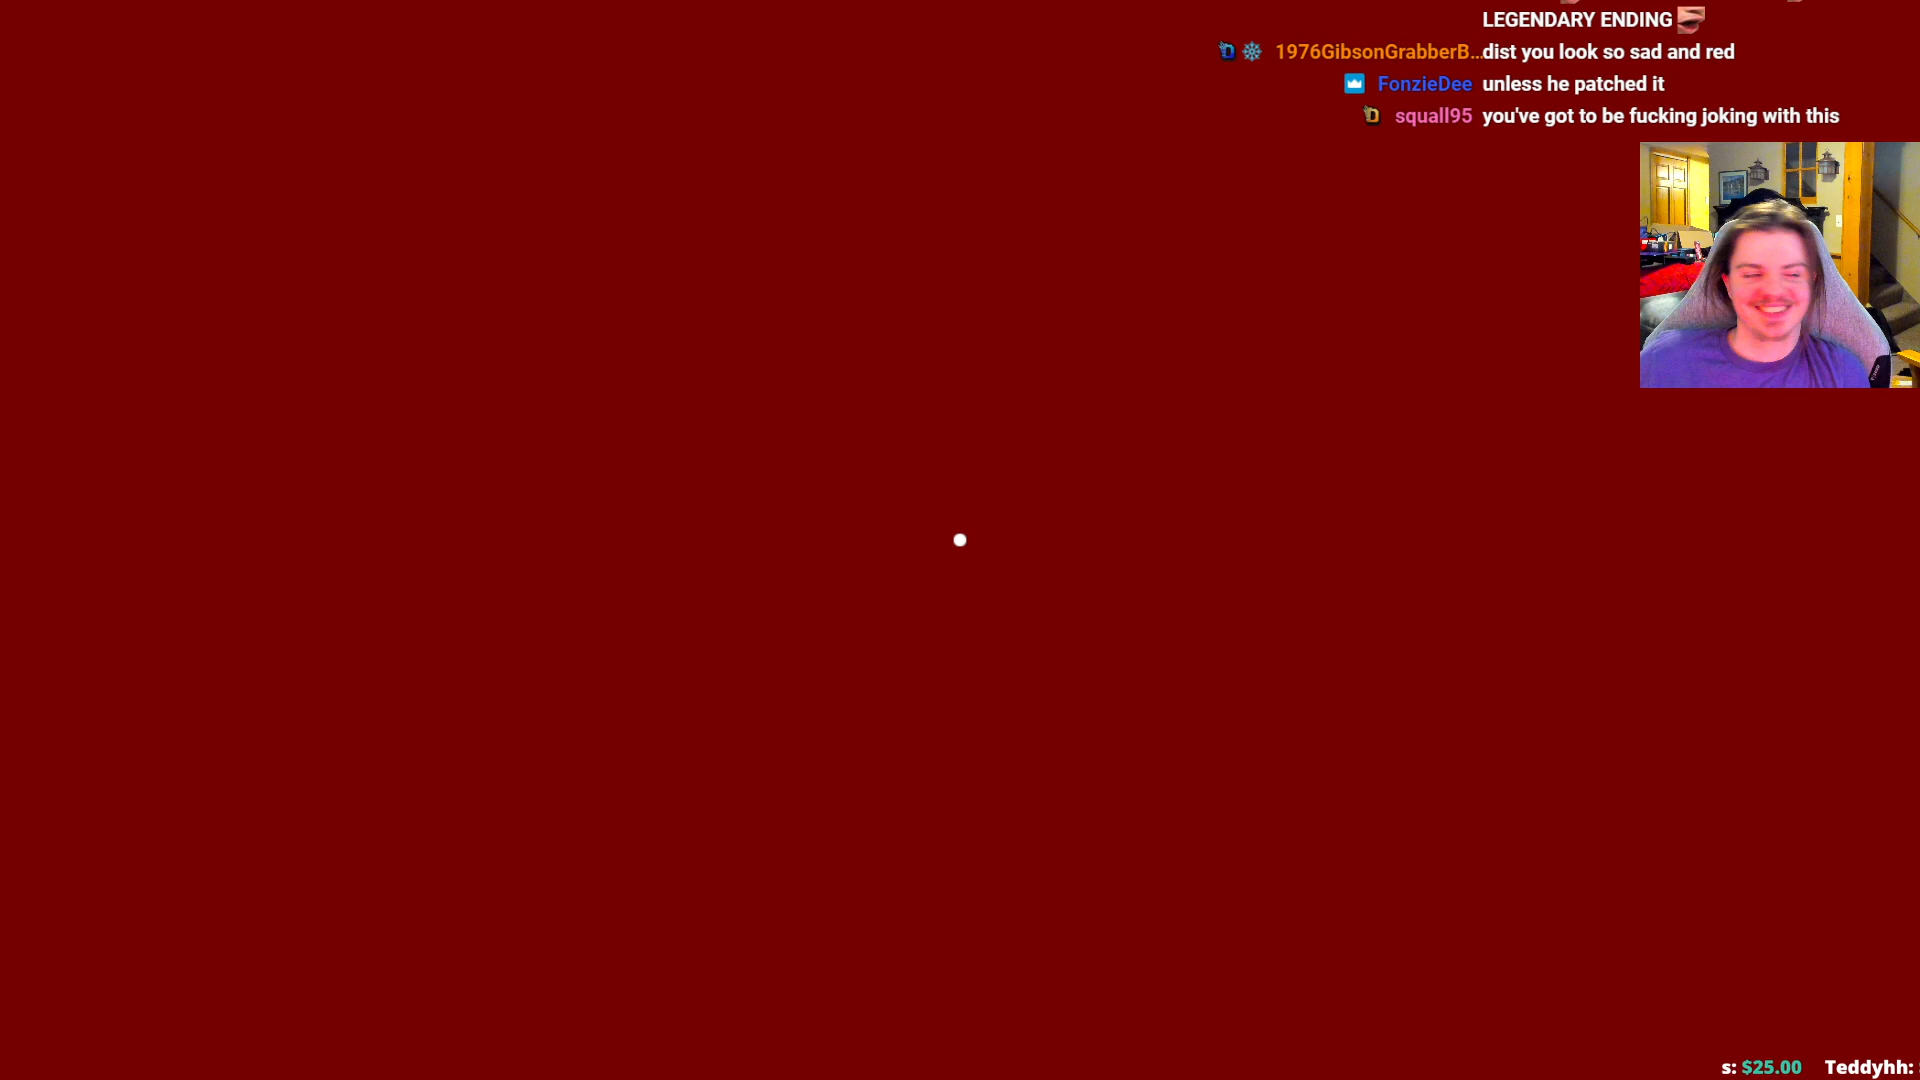 LEGENDARY ENDING
1976GibsonGrabberB... dist you look so sad and red
FonzieDee unless he patched it
squall95 you've got to be fucking joking with this
s: $25.00 Teddyhh: